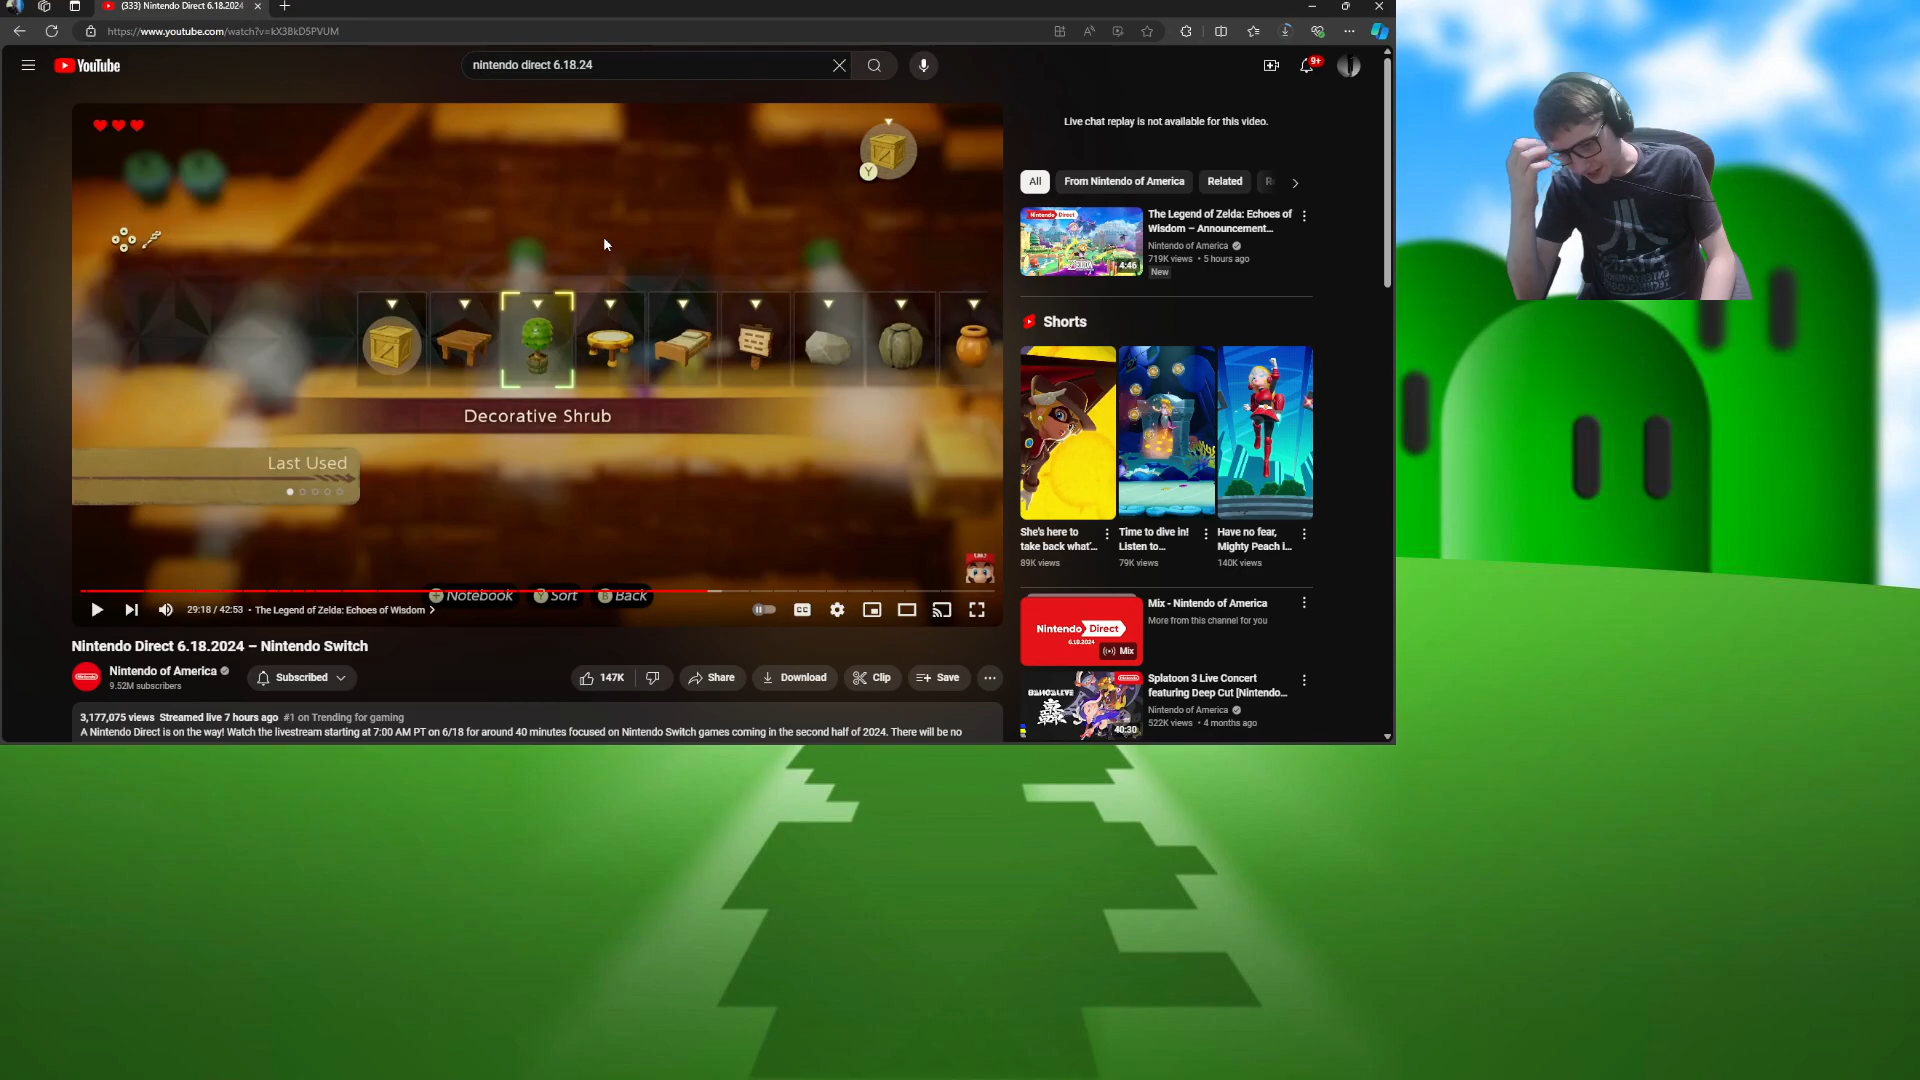 (333) Nintendo Direct 6.18.2024
https://www.youtube.com/watch?v=kX3BkD5PVUM
YouTube
nintendo direct 6.18.24
9+
Live chat replay is not available for this video.
All
From Nintendo of America
Related
Y
Decorative Shrub
Last Used
Notebook
Y Sort
B Back
29:18 / 42:53 • The Legend of Zelda: Echoes of Wisdom
CC
Nintendo Direct 6.18.2024 – Nintendo Switch
Nintendo of America
9.52M subscribers
Subscribed
147K
Share
Download
Clip
Save
3,177,075 views Streamed live 7 hours ago #1 on Trending for gaming
A Nintendo Direct is on the way! Watch the livestream starting at 7:00 AM PT on 6/18 for around 40 minutes focused on Nintendo Switch games coming in the second half of 2024. There will be no
Nintendo Direct
4:46
The Legend of Zelda: Echoes of
Wisdom – Announcement...
Nintendo of America
719K views • 5 hours ago
New
Shorts
She's here to
take back what'...
89K views
Time to dive in!
Listen to...
79K views
Have no fear,
Mighty Peach i...
140K views
Nintendo Direct
6.18.2024
Mix
Mix - Nintendo of America
More from this channel for you
40:30
Splatoon 3 Live Concert
featuring Deep Cut [Nintendo...
Nintendo of America
522K views • 4 months ago
ATARI